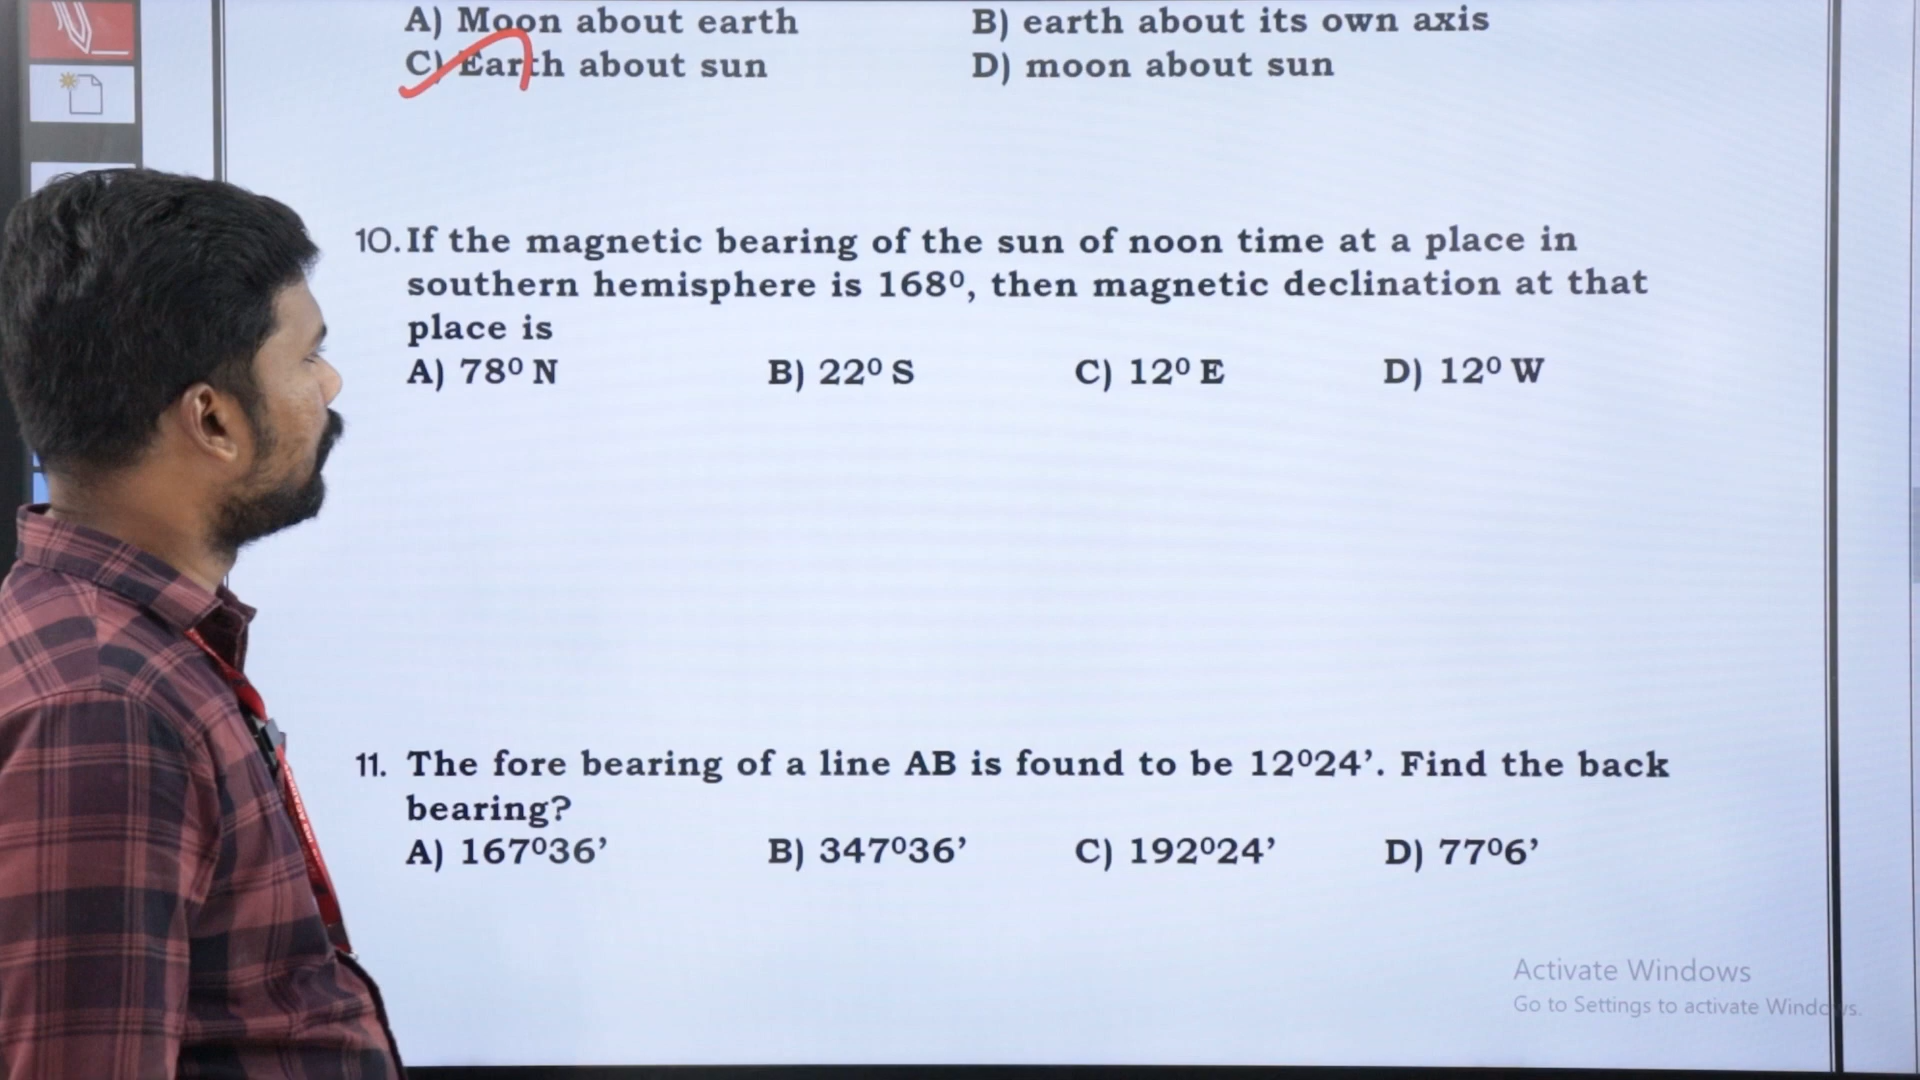 A) Moon about earth B) earth about its own axis
C) Earth about sun D) moon about sun
10. If the magnetic bearing of the sun of noon time at a place in
southern hemisphere is 168⁰, then magnetic declination at that
place is
A) 78⁰ N B) 22⁰ S C) 12⁰ E D) 12⁰ W
11. The fore bearing of a line AB is found to be 12⁰24’. Find the back
bearing?
A) 167⁰36’ B) 347⁰36’ C) 192⁰24’ D) 77⁰6’
Activate Windows
Go to Settings to activate Windows.